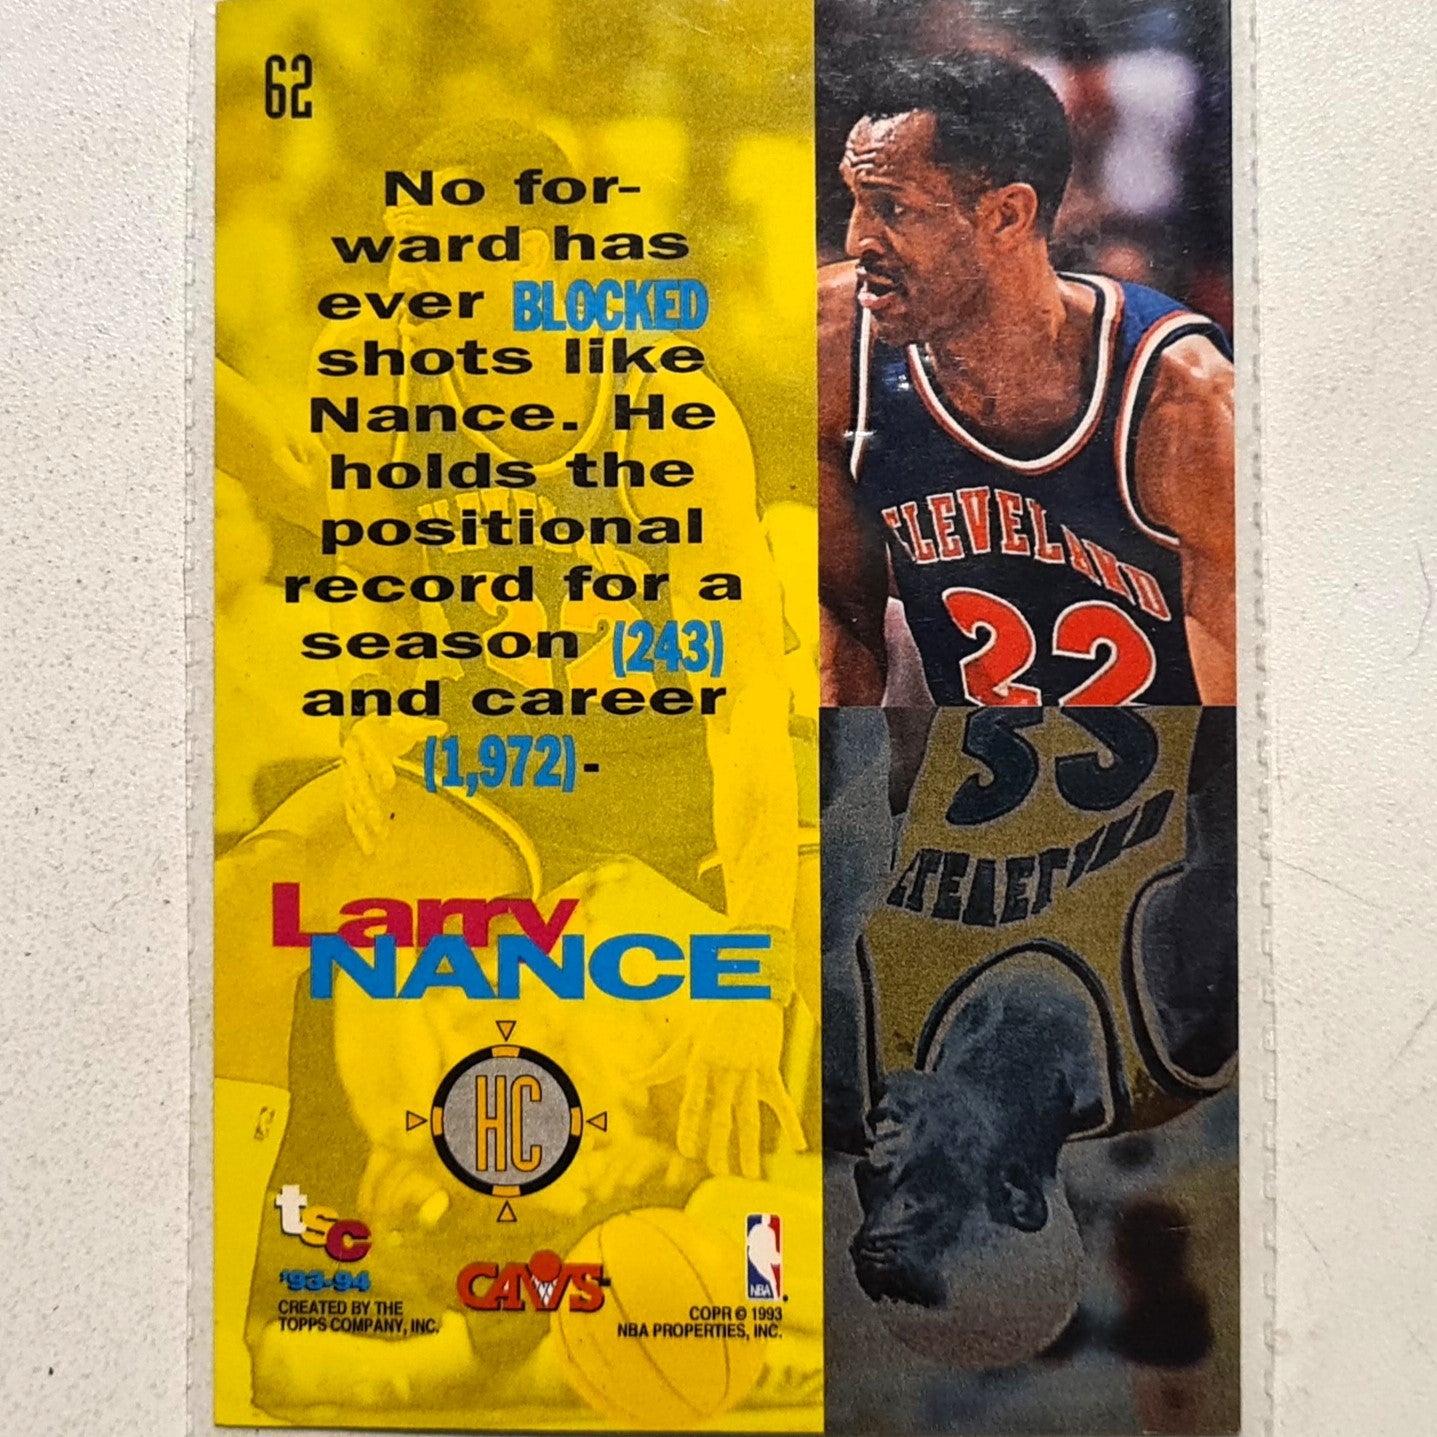 62
No for-
ward has
ever BLOCKED
shots like
Nance. He
holds the
positional
record for a
season (243)
and career
(1,972)-
Larry
NANCE
HC
tsc
'93-94
CREATED BY THE
TOPPS COMPANY, INC.
CAVS
NBA
COPR © 1993
NBA PROPERTIES, INC.
CLEVELAND
22